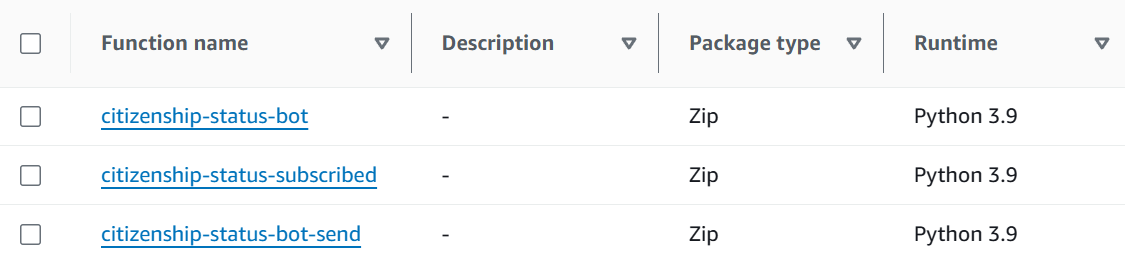 Function name Description Package type Runtime
citizenship-status-bot - Zip Python 3.9
citizenship-status-subscribed - Zip Python 3.9
citizenship-status-bot-send - Zip Python 3.9